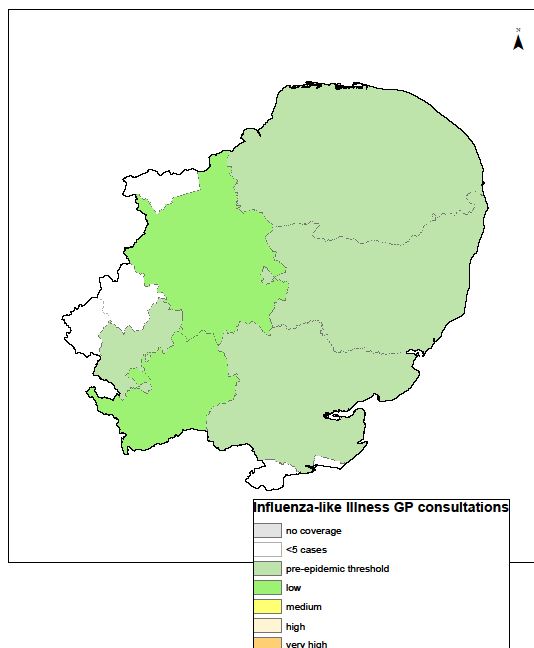 N
Influenza-like Illness GP consultations
no coverage
<5 cases
pre-epidemic threshold
low
medium
high
very high